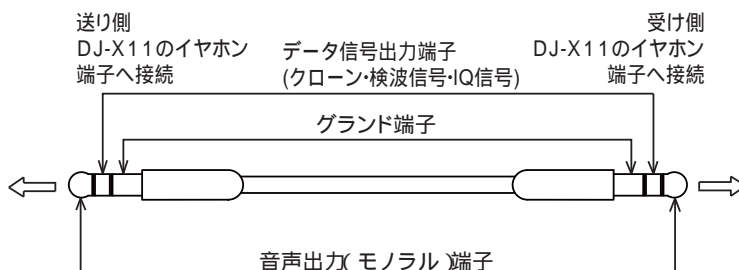 送り側
DJ-X11のイヤホン
端子へ接続
データ信号出力端子
(クローン・検波信号・IQ信号)
受け側
DJ-X11のイヤホン
端子へ接続
グランド端子
音声出力( モノラル )端子